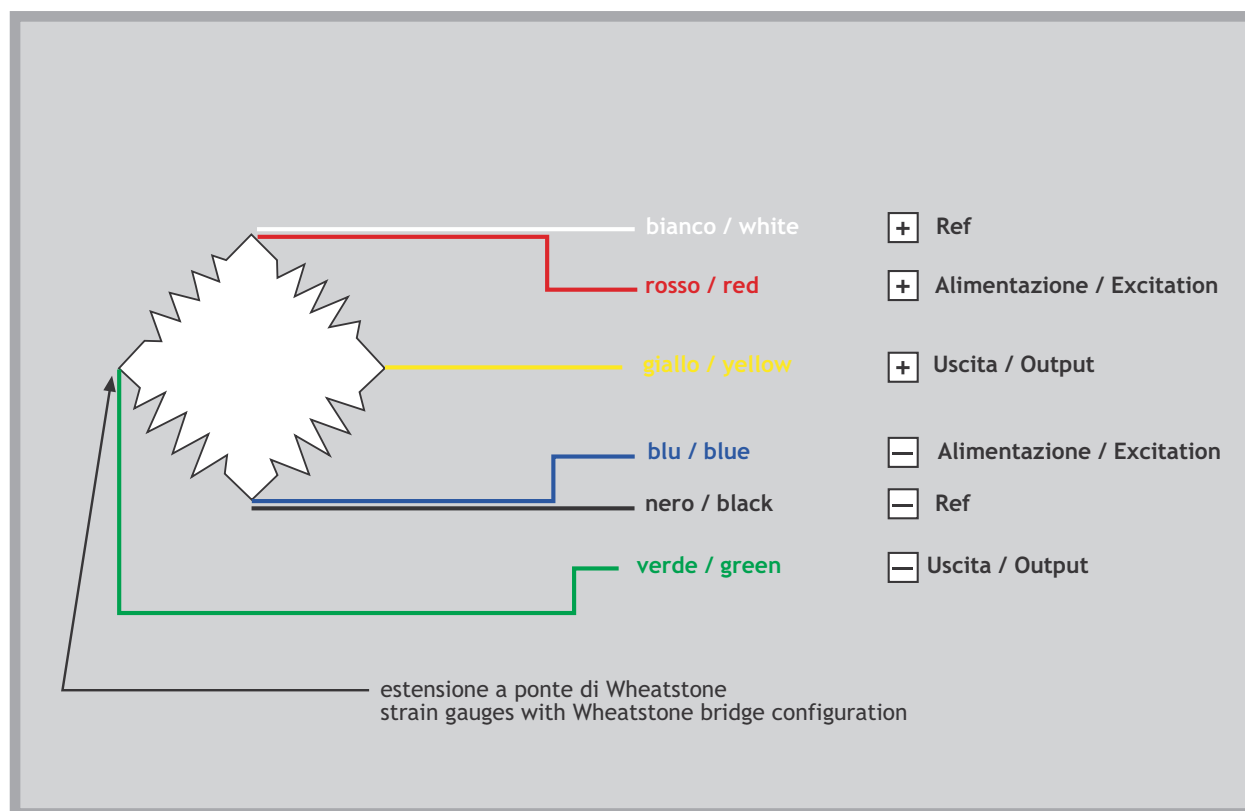 bianco / white + Ref
rosso / red + Alimentazione / Excitation
giallo / yellow + Uscita / Output
blu / blue — Alimentazione / Excitation
nero / black — Ref
verde / green — Uscita / Output
estensione a ponte di Wheatstone
strain gauges with Wheatstone bridge configuration